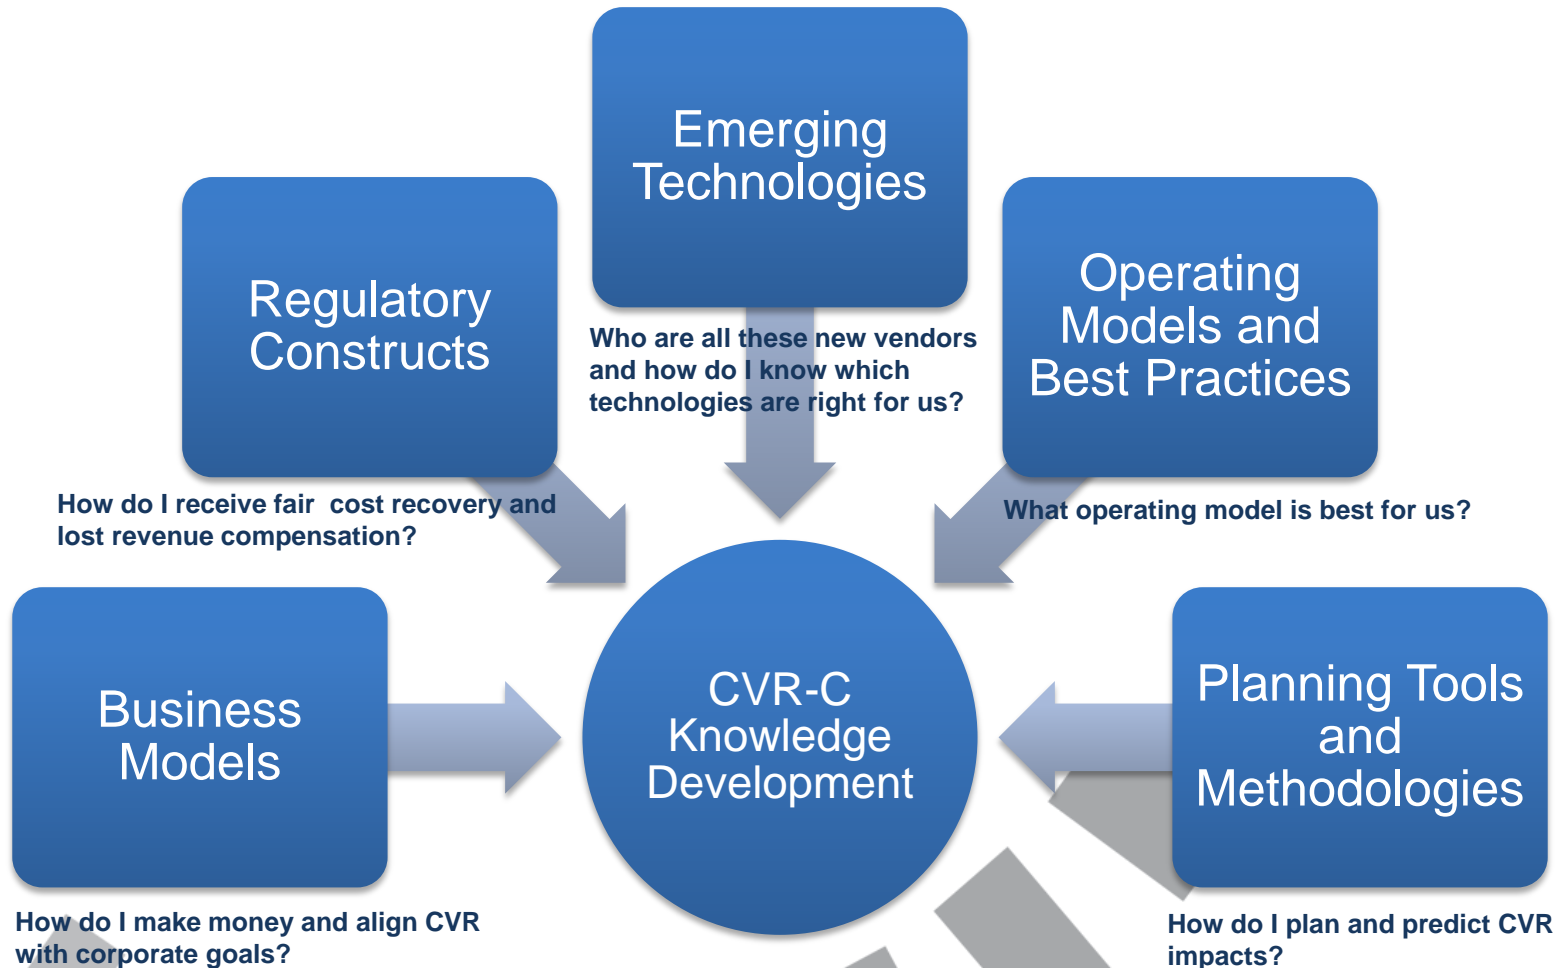 Emerging
Technologies
Regulatory
Constructs
Operating
Models and
Best Practices
Who are all these new vendors
and how do I know which
technologies are right for us?
How do I receive fair  cost recovery and
lost revenue compensation?
What operating model is best for us?
Business
Models
CVR-C
Knowledge
Development
Planning Tools
and
Methodologies
How do I make money and align CVR
with corporate goals?
How do I plan and predict CVR
impacts?